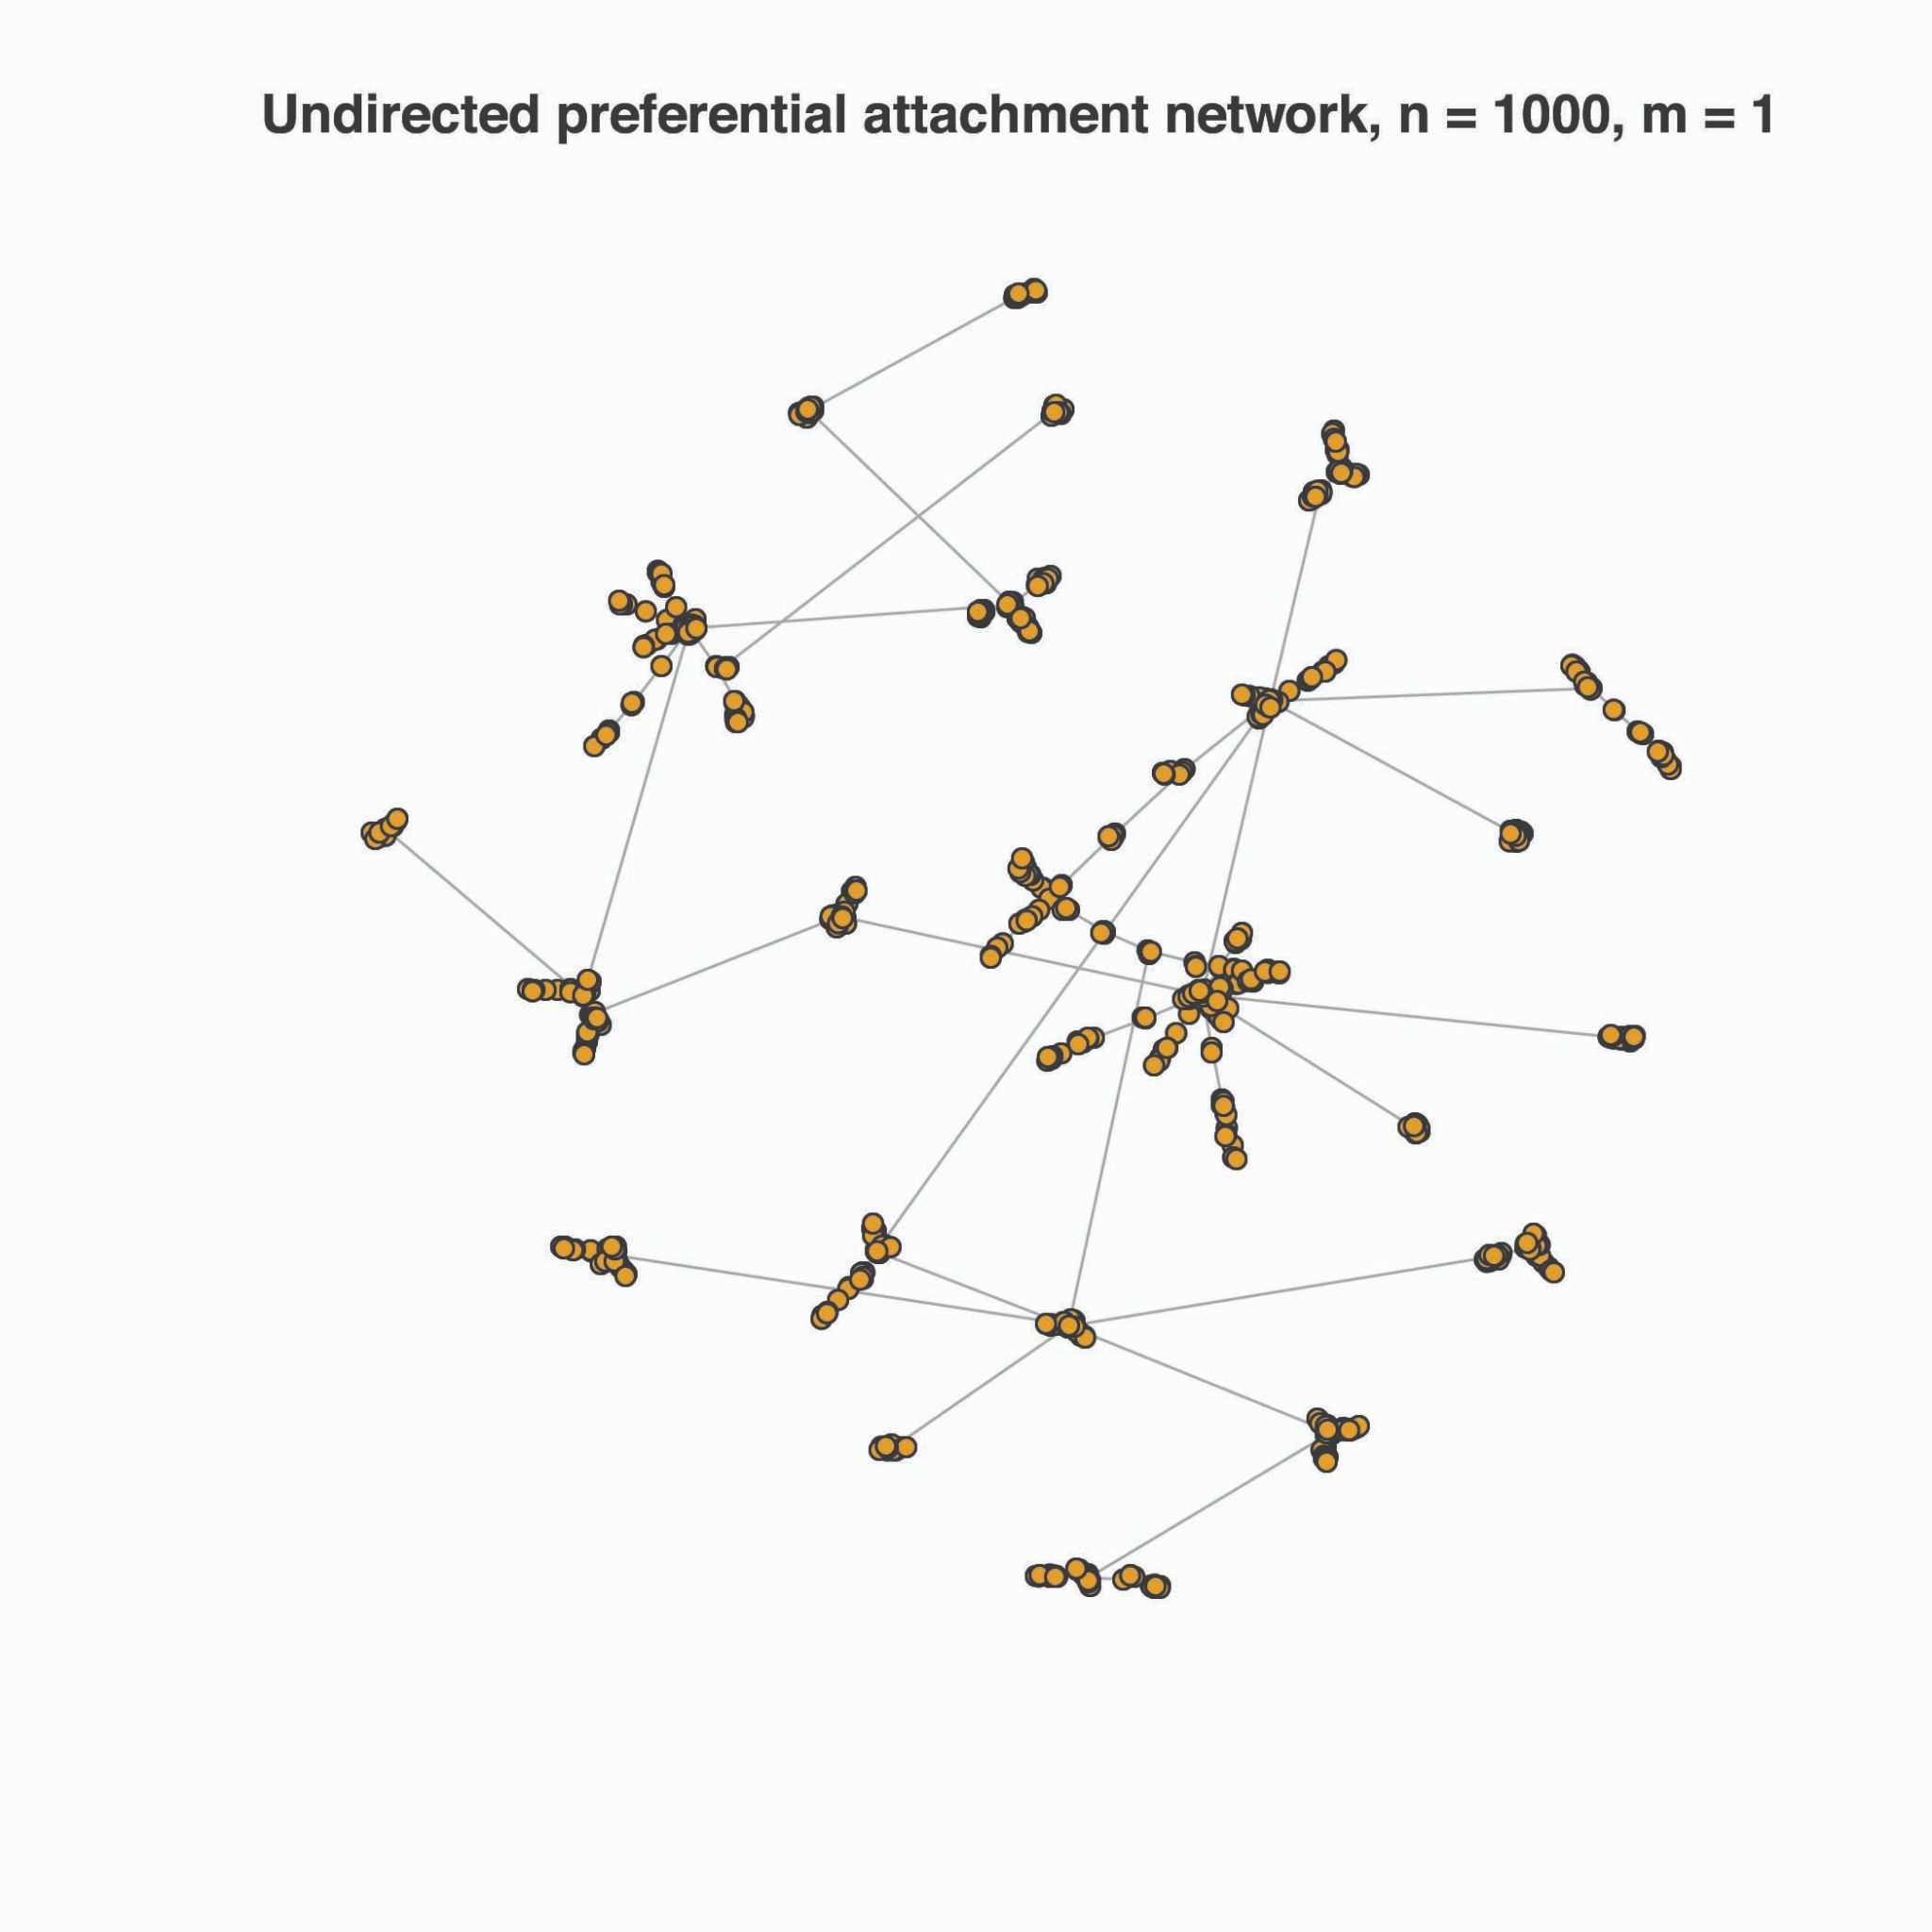 Undirected preferential attachment network, n = 1000, m = 1